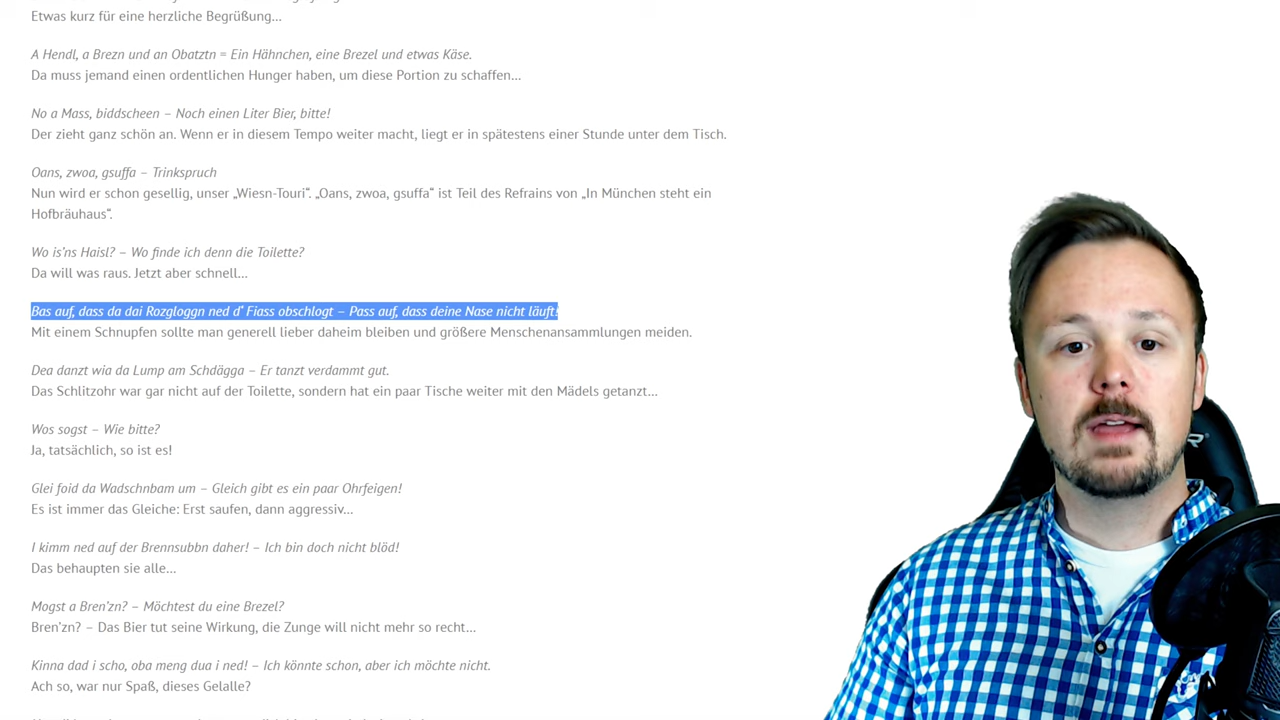 Etwas kurz für eine herzliche Begrüßung…
A Hendl, a Brezn und an Obatztn = Ein Hähnchen, eine Brezel und etwas Käse.
Da muss jemand einen ordentlichen Hunger haben, um diese Portion zu schaffen…
No a Mass, biddscheen – Noch einen Liter Bier, bitte!
Der zieht ganz schön an. Wenn er in diesem Tempo weiter macht, liegt er in spätestens einer Stunde unter dem Tisch.
Oans, zwoa, gsuffa – Trinkspruch
Nun wird er schon gesellig, unser „Wiesn-Touri“. „Oans, zwoa, gsuffa“ ist Teil des Refrains von „In München steht ein
Hofbräuhaus“.
Wo is’ns Haisl? – Wo finde ich denn die Toilette?
Da will was raus. Jetzt aber schnell…
Bas auf, dass da dai Rozgloggn ned d‘ Fiass obschlogt – Pass auf, dass deine Nase nicht läuft!
Mit einem Schnupfen sollte man generell lieber daheim bleiben und größere Menschenansammlungen meiden.
Dea danzt wia da Lump am Schdägga – Er tanzt verdammt gut.
Das Schlitzohr war gar nicht auf der Toilette, sondern hat ein paar Tische weiter mit den Mädels getanzt…
Wos sogst – Wie bitte?
Ja, tatsächlich, so ist es!
Glei foid da Wadschnbam um – Gleich gibt es ein paar Ohrfeigen!
Es ist immer das Gleiche: Erst saufen, dann aggressiv…
I kimm ned auf der Brennsubbn daher! – Ich bin doch nicht blöd!
Das behaupten sie alle…
Mogst a Bren’zn? – Möchtest du eine Brezel?
Bren’zn? – Das Bier tut seine Wirkung, die Zunge will nicht mehr so recht…
Kinna dad i scho, oba meng dua i ned! – Ich könnte schon, aber ich möchte nicht.
Ach so, war nur Spaß, dieses Gelalle?